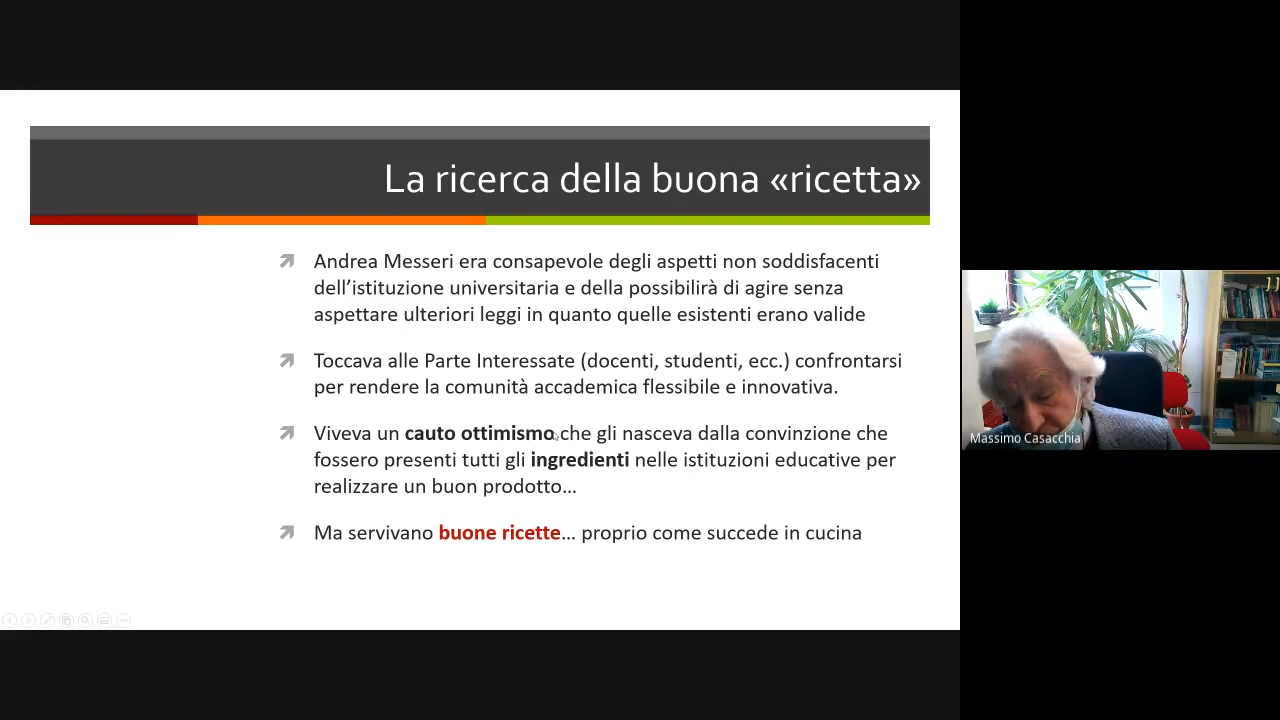 La ricerca della buona «ricetta»
Andrea Messeri era consapevole degli aspetti non soddisfacenti
dell’istituzione universitaria e della possibilirà di agire senza
aspettare ulteriori leggi in quanto quelle esistenti erano valide
Toccava alle Parte Interessate (docenti, studenti, ecc.) confrontarsi
per rendere la comunità accademica flessibile e innovativa.
Viveva un cauto ottimismo che gli nasceva dalla convinzione che
fossero presenti tutti gli ingredienti nelle istituzioni educative per
realizzare un buon prodotto…
Ma servivano buone ricette… proprio come succede in cucina
Massimo Casacchia